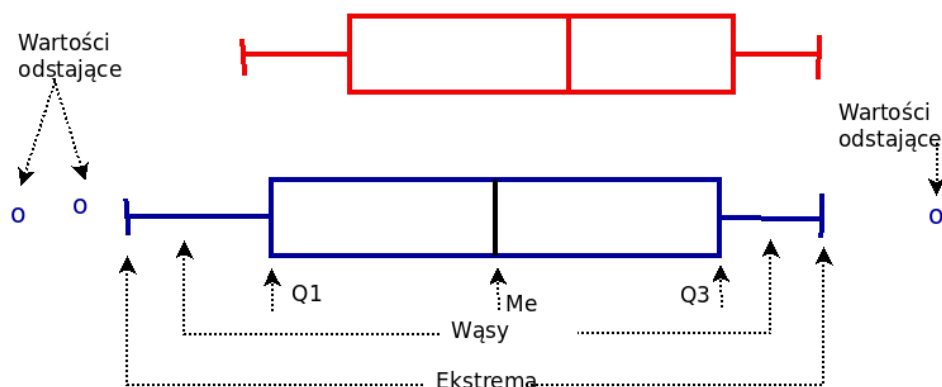 Wartości
odstające
Wartości
odstające
o
o
o
Q1
Me
Q3
Wąsy
Ekstrema